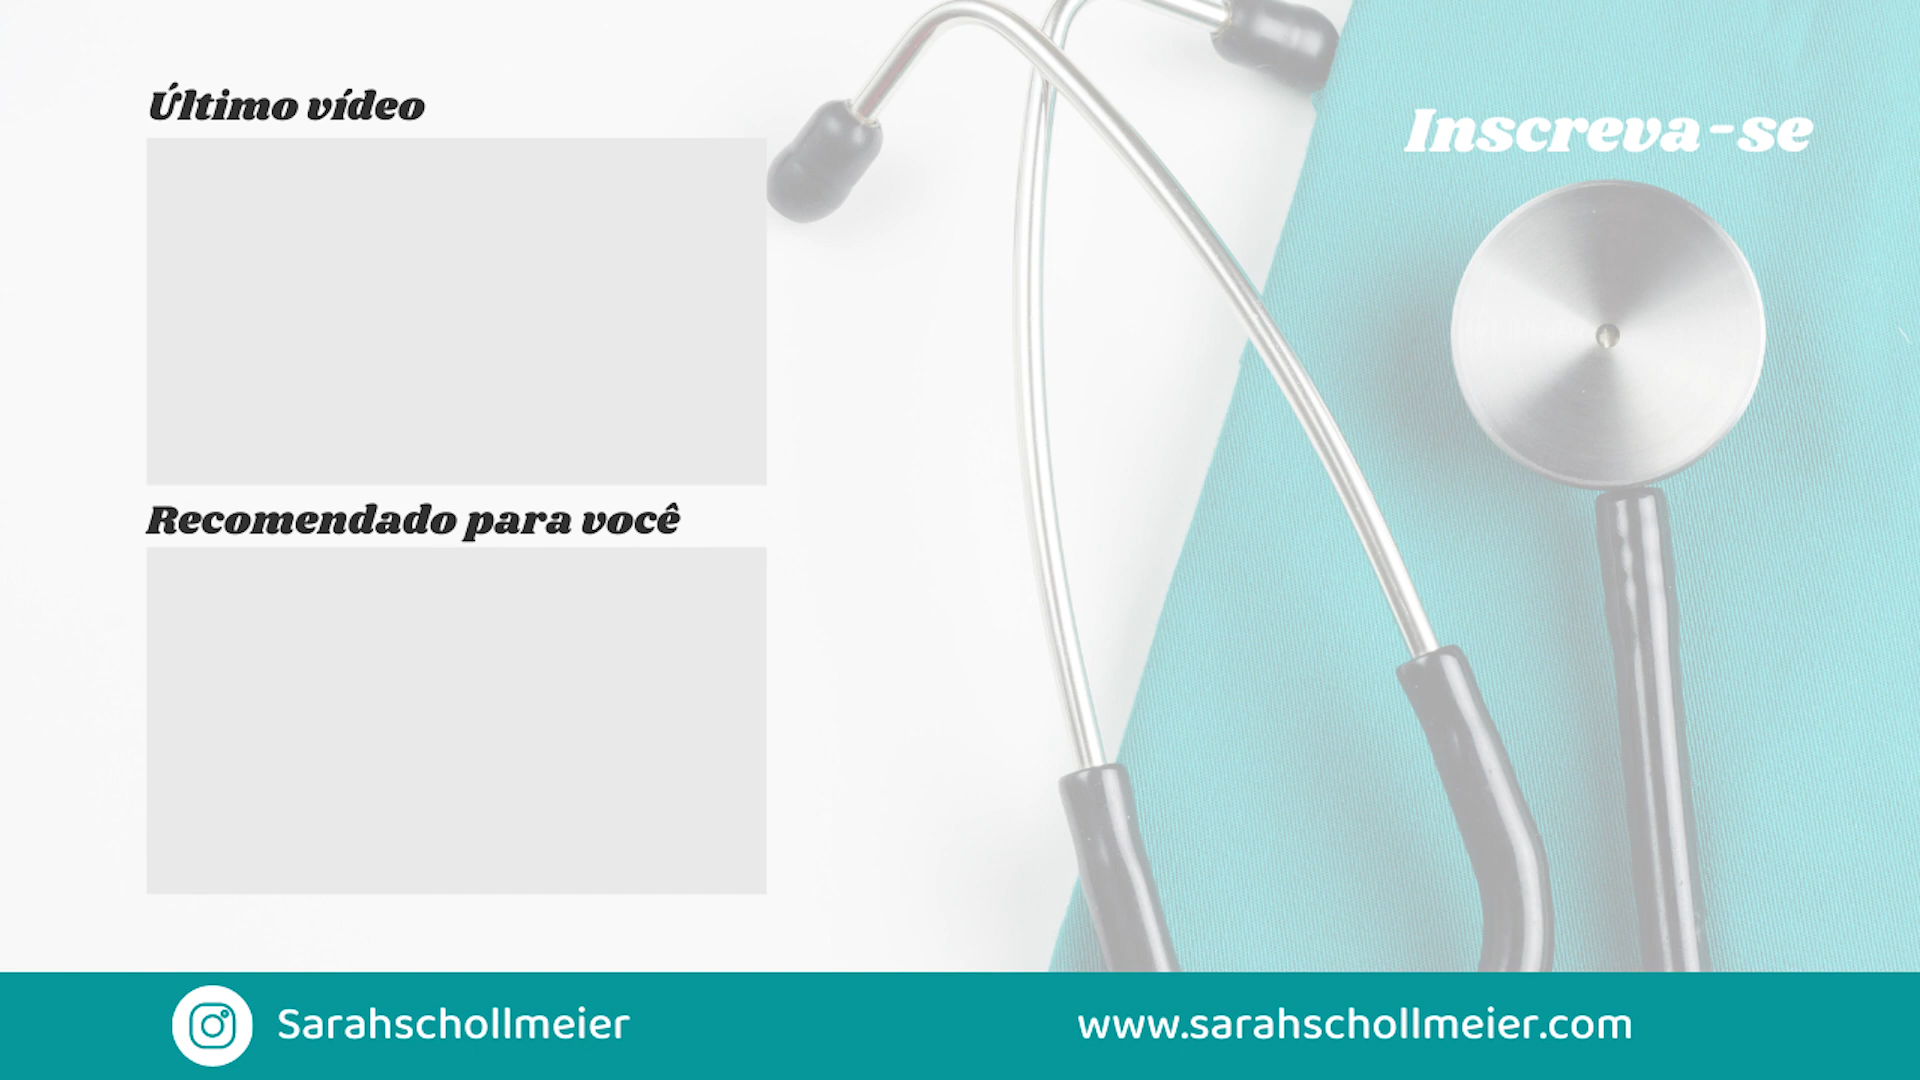 Último vídeo
Inscreva-se
Recomendado para você
Sarahschollmeier
www.sarahschollmeier.com